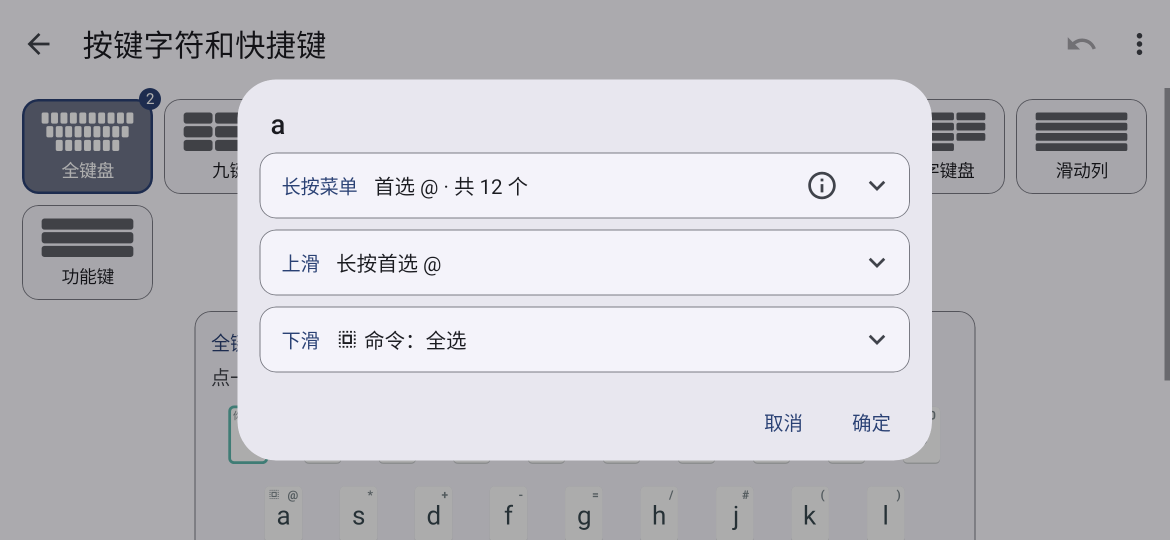 按键字符和快捷键
2
全键盘
九
键盘
滑动列
功能键
a
长按菜单 首选 @ · 共 12 个
上滑 长按首选 @
下滑 命令：全选
取消 确定
全
点一
@ * + - = / # ( )
a s d f g h j k l